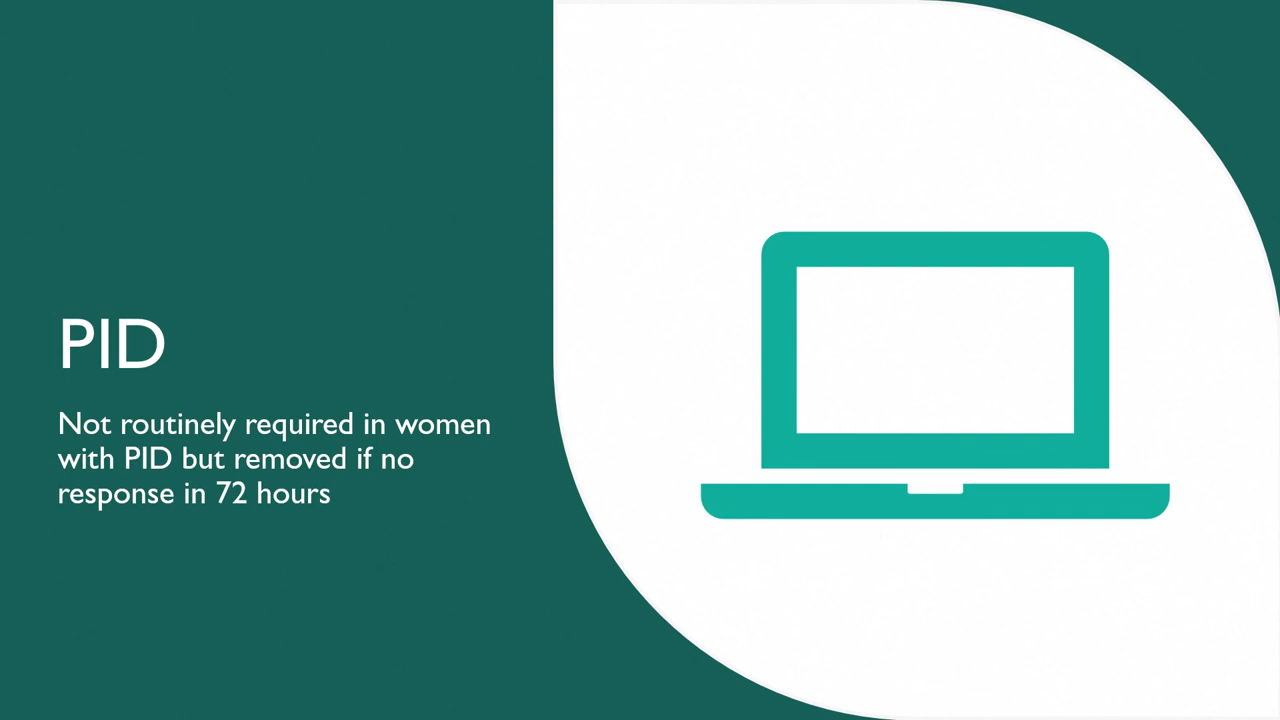 PID
Not routinely required in women
with PID but removed if no
response in 72 hours